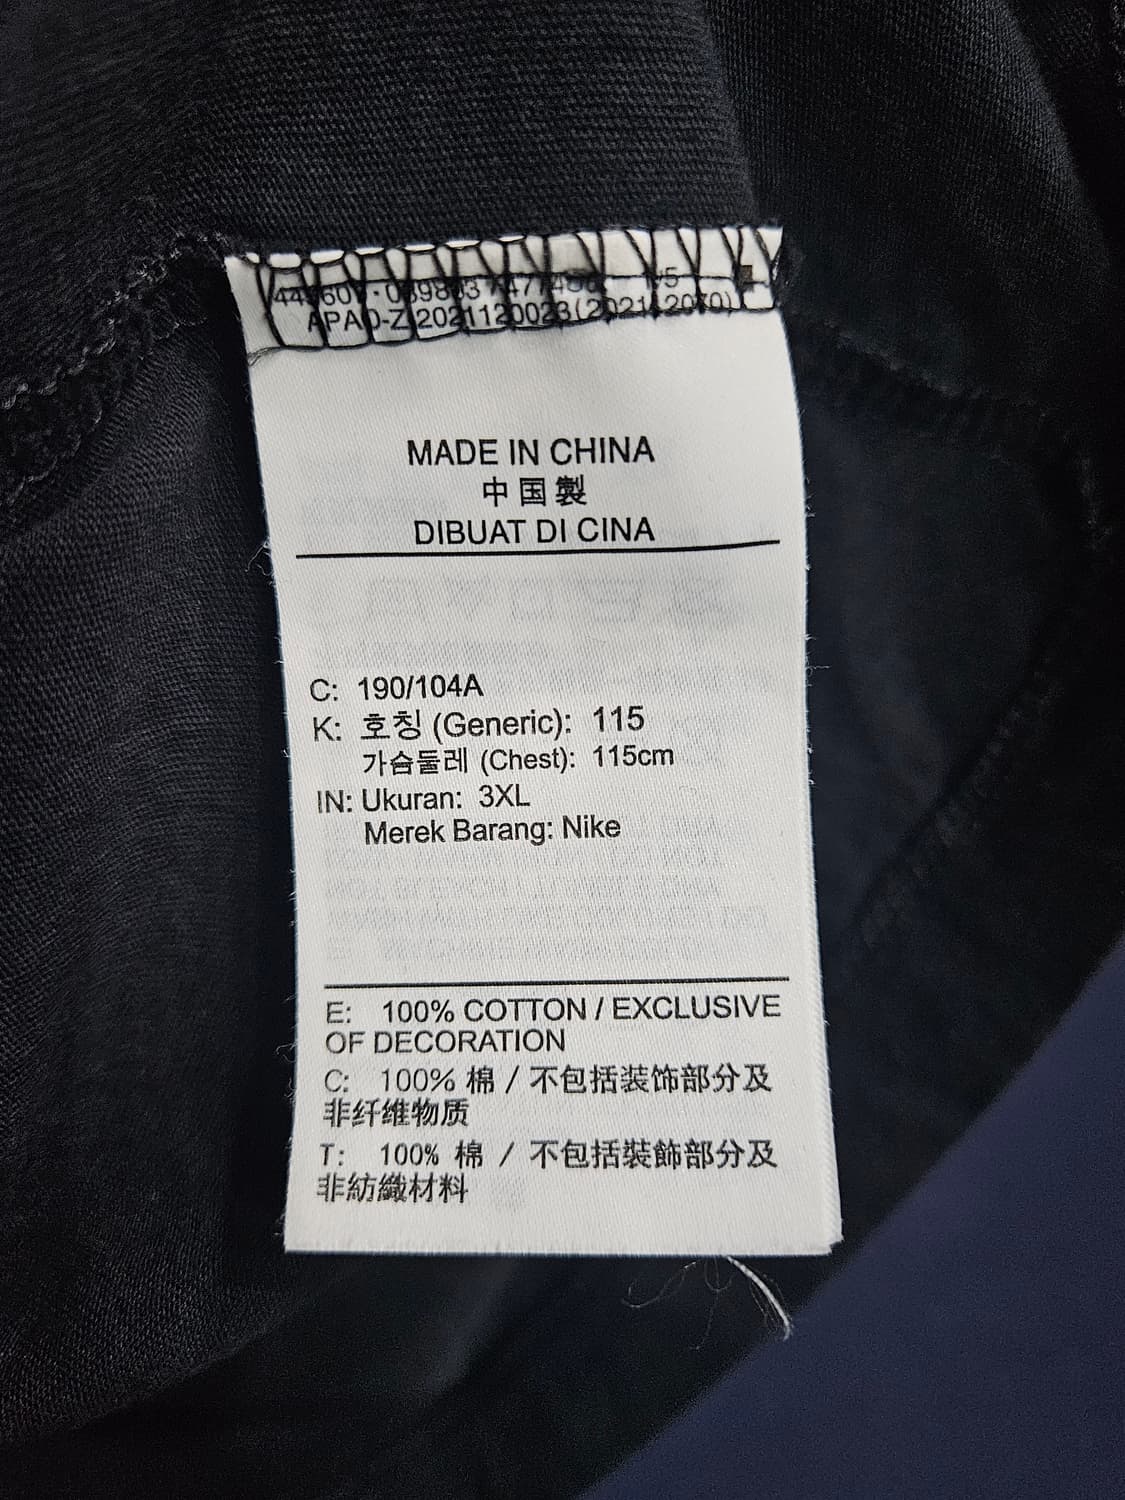 MADE IN CHINA
中国製
DIBUAT DI CINA
C: 190/104A
K: 호칭 (Generic): 115
가슴둘레 (Chest): 115cm
IN: Ukuran: 3XL
Merek Barang: Nike
E: 100% COTTON / EXCLUSIVE
OF DECORATION
C: 100% 棉 / 不包括装饰部分及
非纤维物质
T: 100% 棉 / 不包括裝飾部分及
非紡織材料